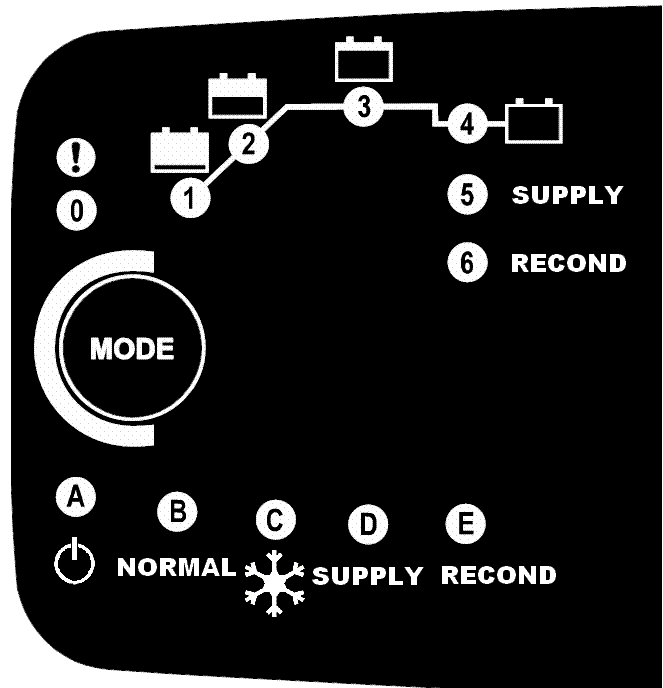 3
4
2
!
1
5 SUPPLY
0
6 RECOND
MODE
A B C D E
NORMAL SUPPLY RECOND